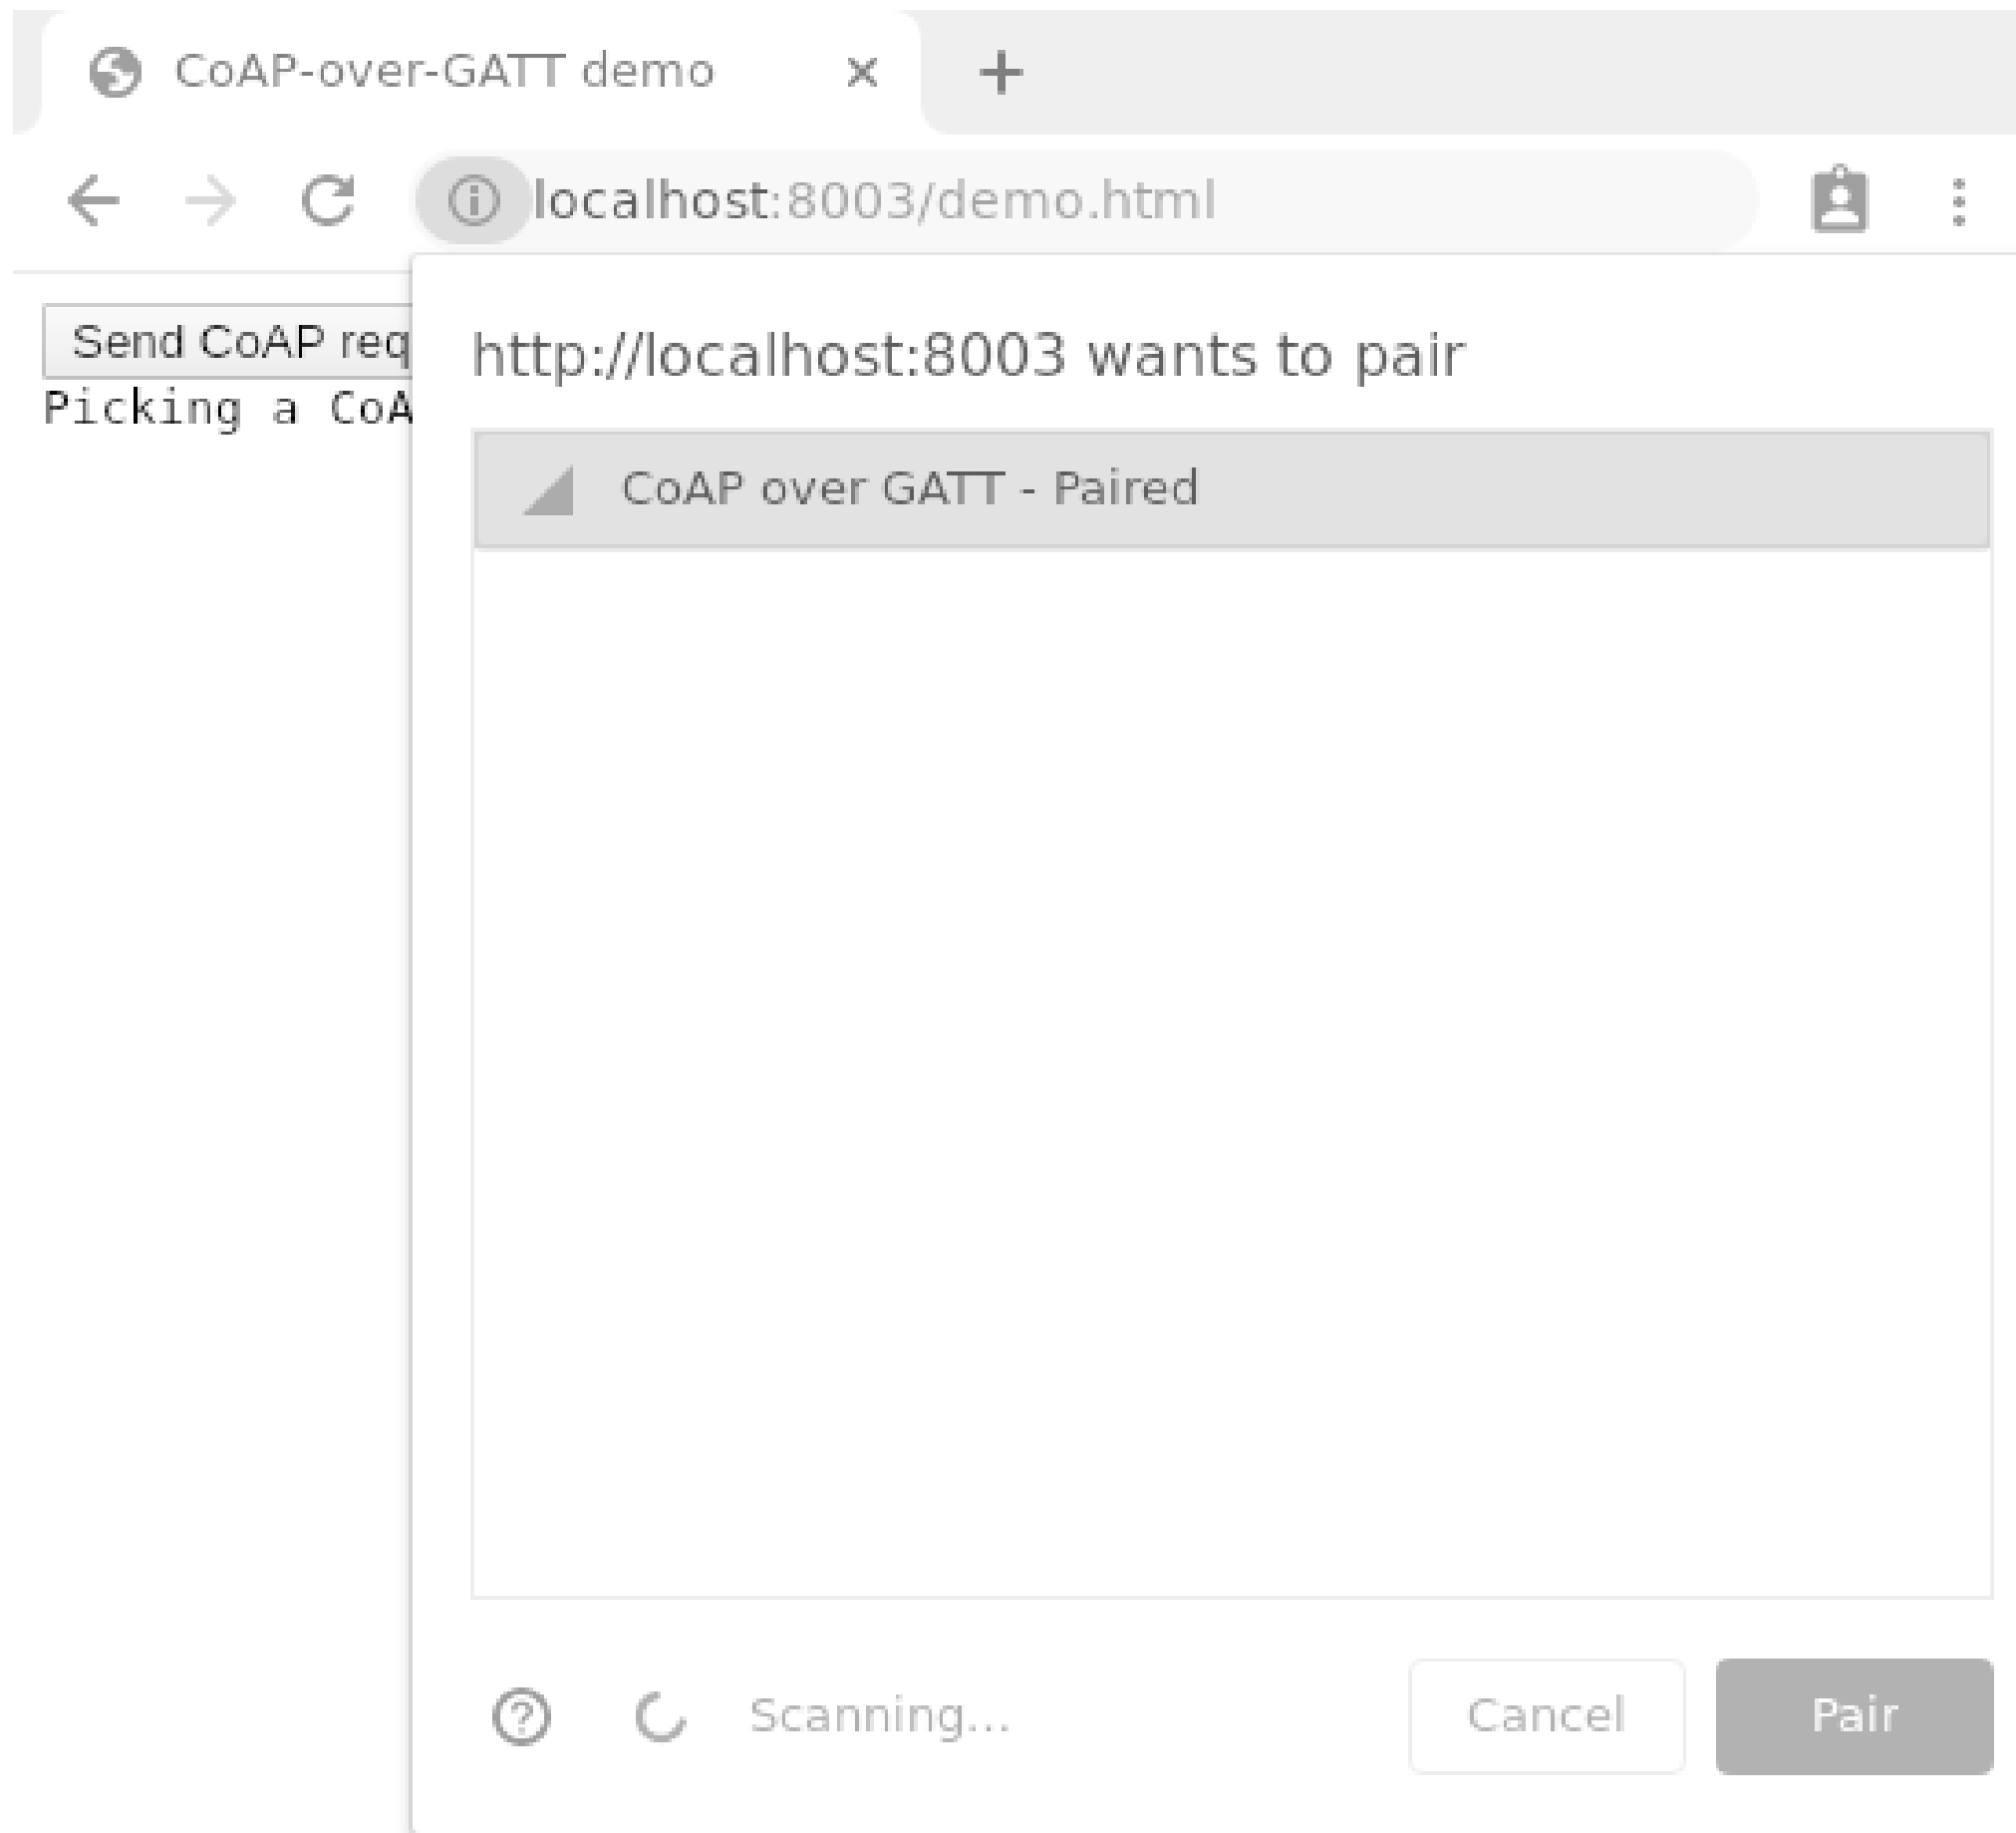 CoAP-over-GATT demo
localhost:8003/demo.html
Send CoAP req
Picking a CoA
http://localhost:8003 wants to pair
CoAP over GATT - Paired
Scanning...
Cancel
Pair